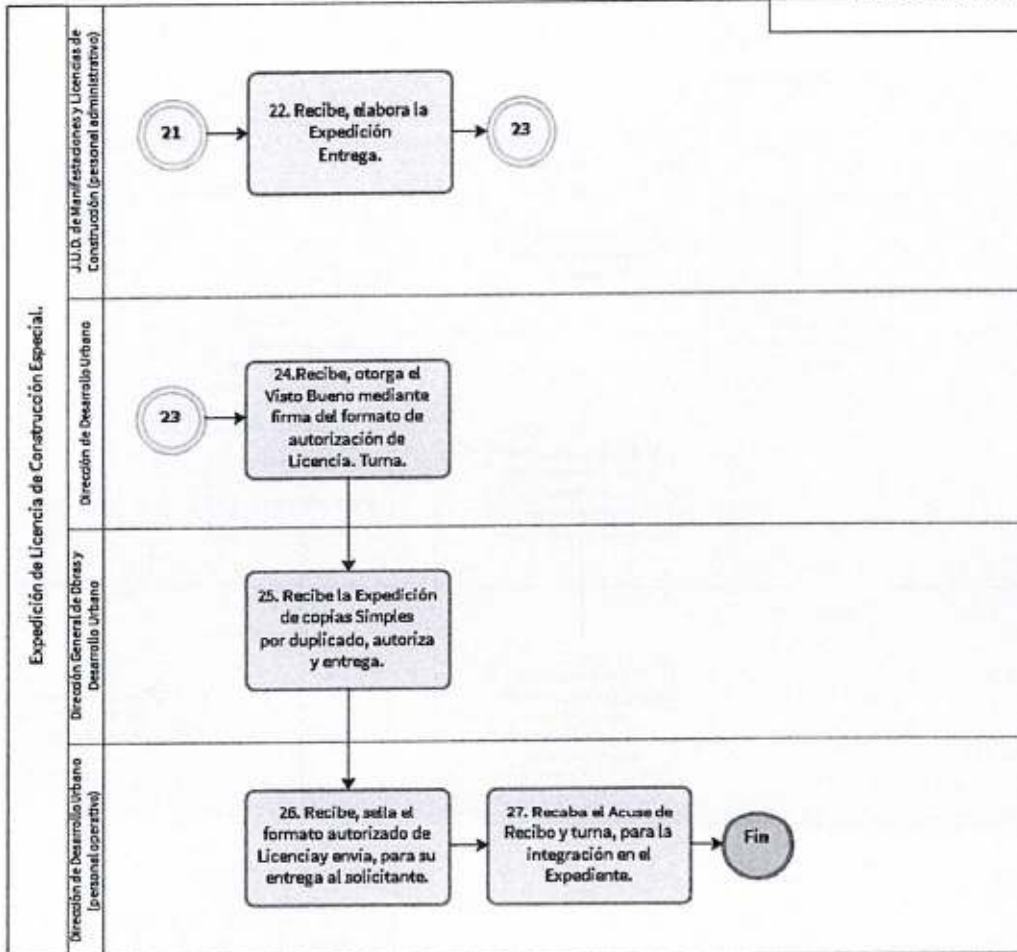 Expedición de Licencia de Construcción Especial.
J.U.D. de Manifestaciones y Licencias de
Construcción (personal administrativo)
21
22. Recibe, elabora la
Expedición
Entrega.
23
Dirección de Desarrollo Urbano
23
24.Recibe, otorga el
Visto Bueno mediante
firma del formato de
autorización de
Licencia. Turna.
Dirección General de Obras y
Desarrollo Urbano
25. Recibe la Expedición
de copias Simples
por duplicado, autoriza
y entrega.
Dirección de Desarrollo Urbano
(personal operativo)
26. Recibe, sella el
formato autorizado de
Licenciay envía, para su
entrega al solicitante.
27. Recaba el Acuse de
Recibo y turna, para la
integración en el
Expediente.
Fin